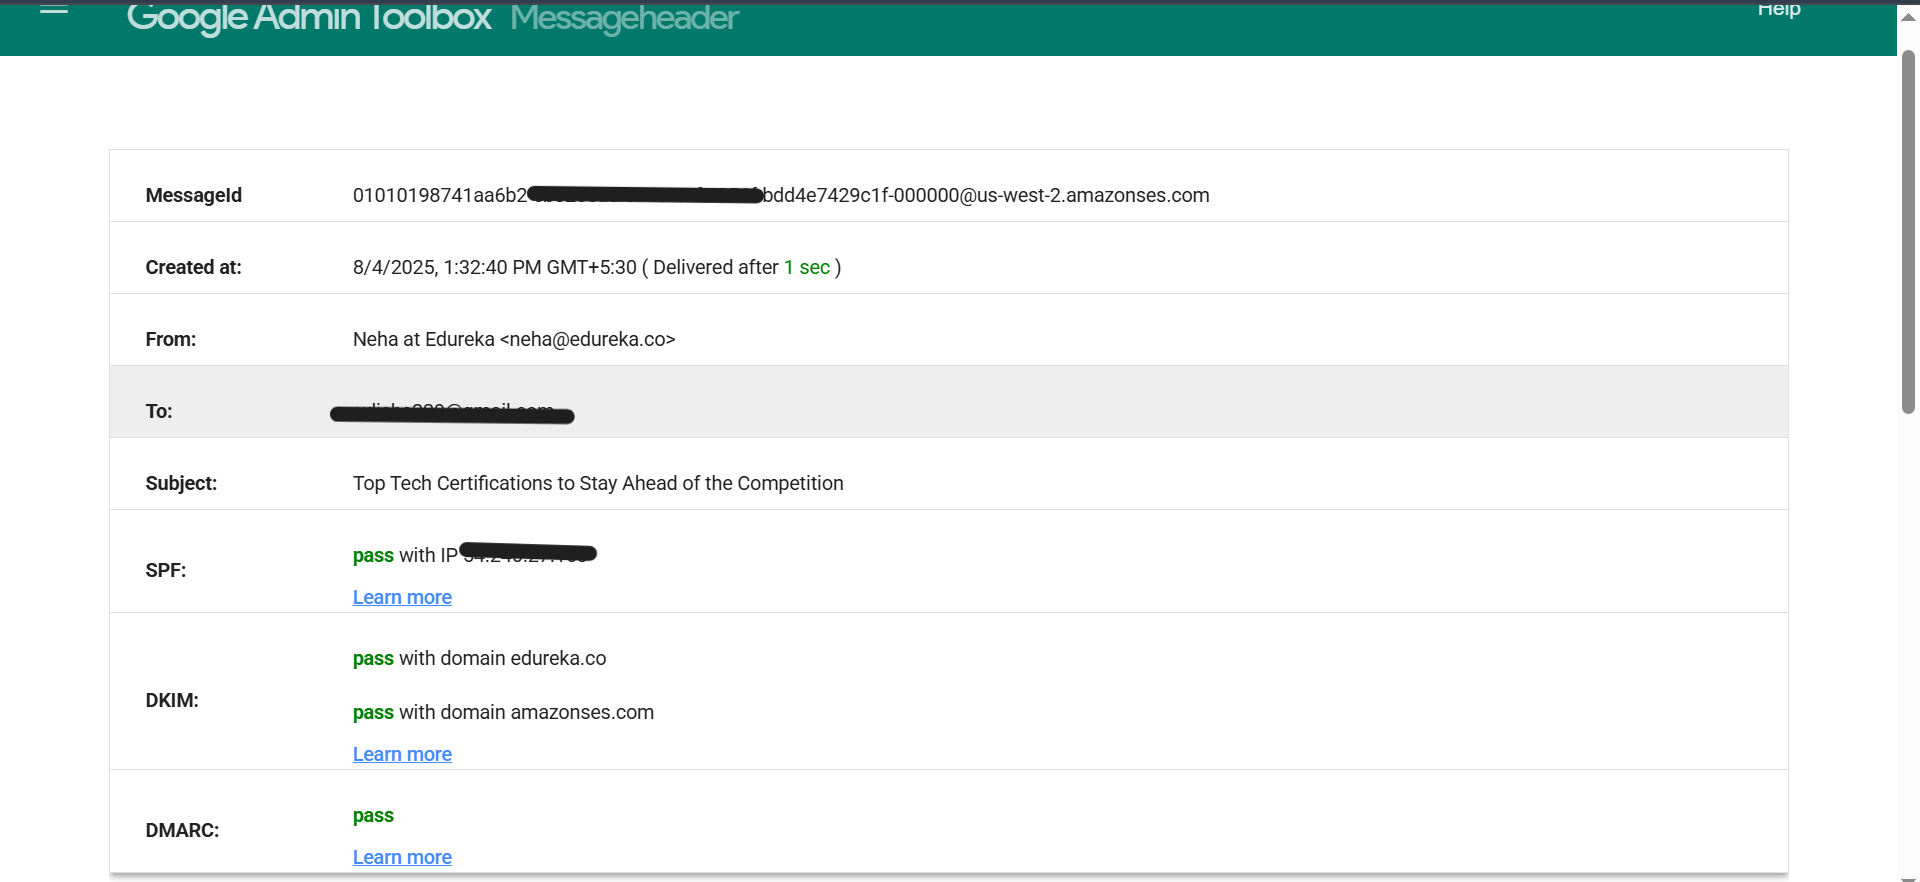 Google Admin Toolbox Messageheader
Help
MessageId 01010198741aa6b2 bdd4e7429c1f-000000@us-west-2.amazonses.com
Created at: 8/4/2025, 1:32:40 PM GMT+5:30 ( Delivered after 1 sec )
From: Neha at Edureka <neha@edureka.co>
To:
Subject: Top Tech Certifications to Stay Ahead of the Competition
SPF: pass with IP
Learn more
DKIM: pass with domain edureka.co
pass with domain amazonses.com
Learn more
DMARC: pass
Learn more